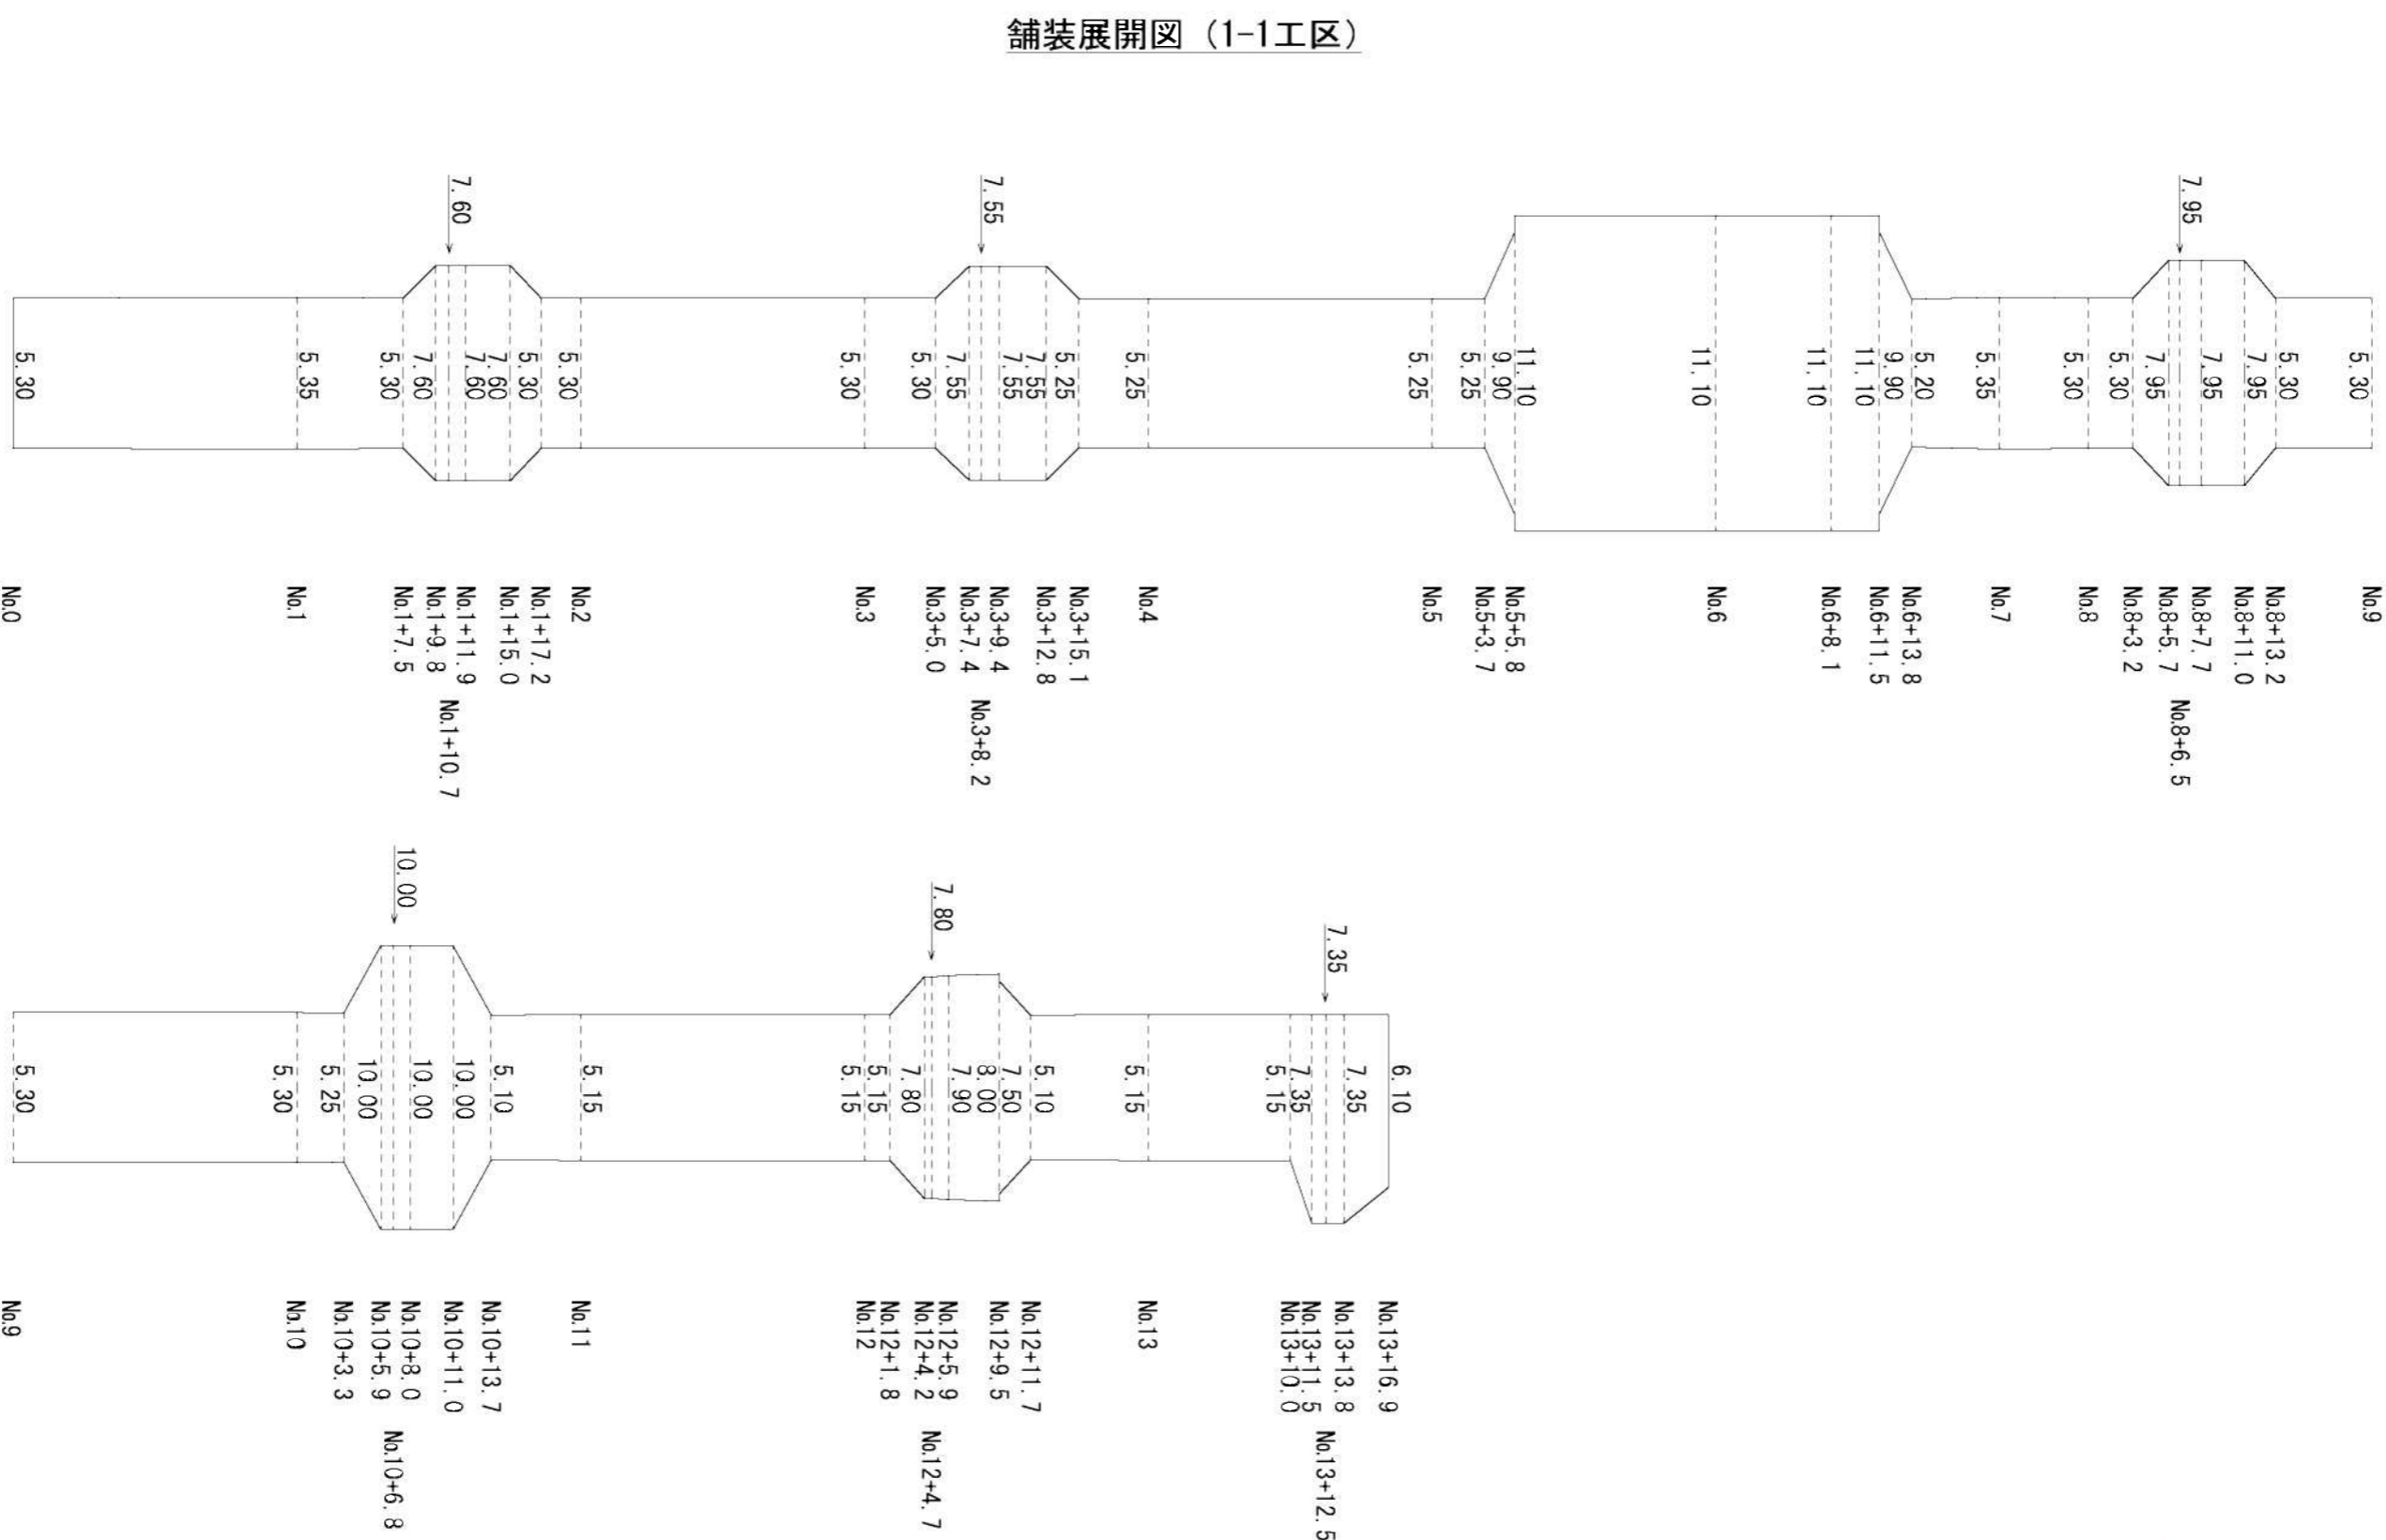 舗装展開図（1-1工区）
7.60
7.55
7.95
5.30
5.35
5.30
7.60
7.60
7.60
5.30
5.30
5.30
5.30
7.55
7.55
7.55
5.25
5.25
5.25
5.25
9.90
11.10
11.10
11.10
11.10
9.90
5.20
5.35
5.30
5.30
7.95
7.95
7.95
5.30
5.30
No.0
No.1
No.1+7.5
No.1+9.8
No.1+11.9
No.1+15.0
No.1+17.2
No.2
No.3
No.3+5.0
No.3+7.4
No.3+9.4
No.3+12.8
No.3+15.1
No.4
No.5
No.5+3.7
No.5+5.8
No.6
No.6+8.1
No.6+11.5
No.6+13.8
No.7
No.8
No.8+3.2
No.8+5.7
No.8+7.7
No.8+11.0
No.8+13.2
No.9
No.1+10.7
No.3+8.2
No.8+6.5
10.00
7.80
7.35
5.30
5.30
5.25
10.00
10.00
10.00
5.10
5.15
5.15
5.15
7.80
7.90
8.00
7.50
5.10
5.15
5.15
7.35
7.35
6.10
No.9
No.10
No.10+3.3
No.10+5.9
No.10+8.0
No.10+11.0
No.10+13.7
No.11
No.12
No.12+1.8
No.12+4.2
No.12+5.9
No.12+9.5
No.12+11.7
No.13
No.13+10.0
No.13+11.5
No.13+13.8
No.13+16.9
No.10+6.8
No.12+4.7
No.13+12.5